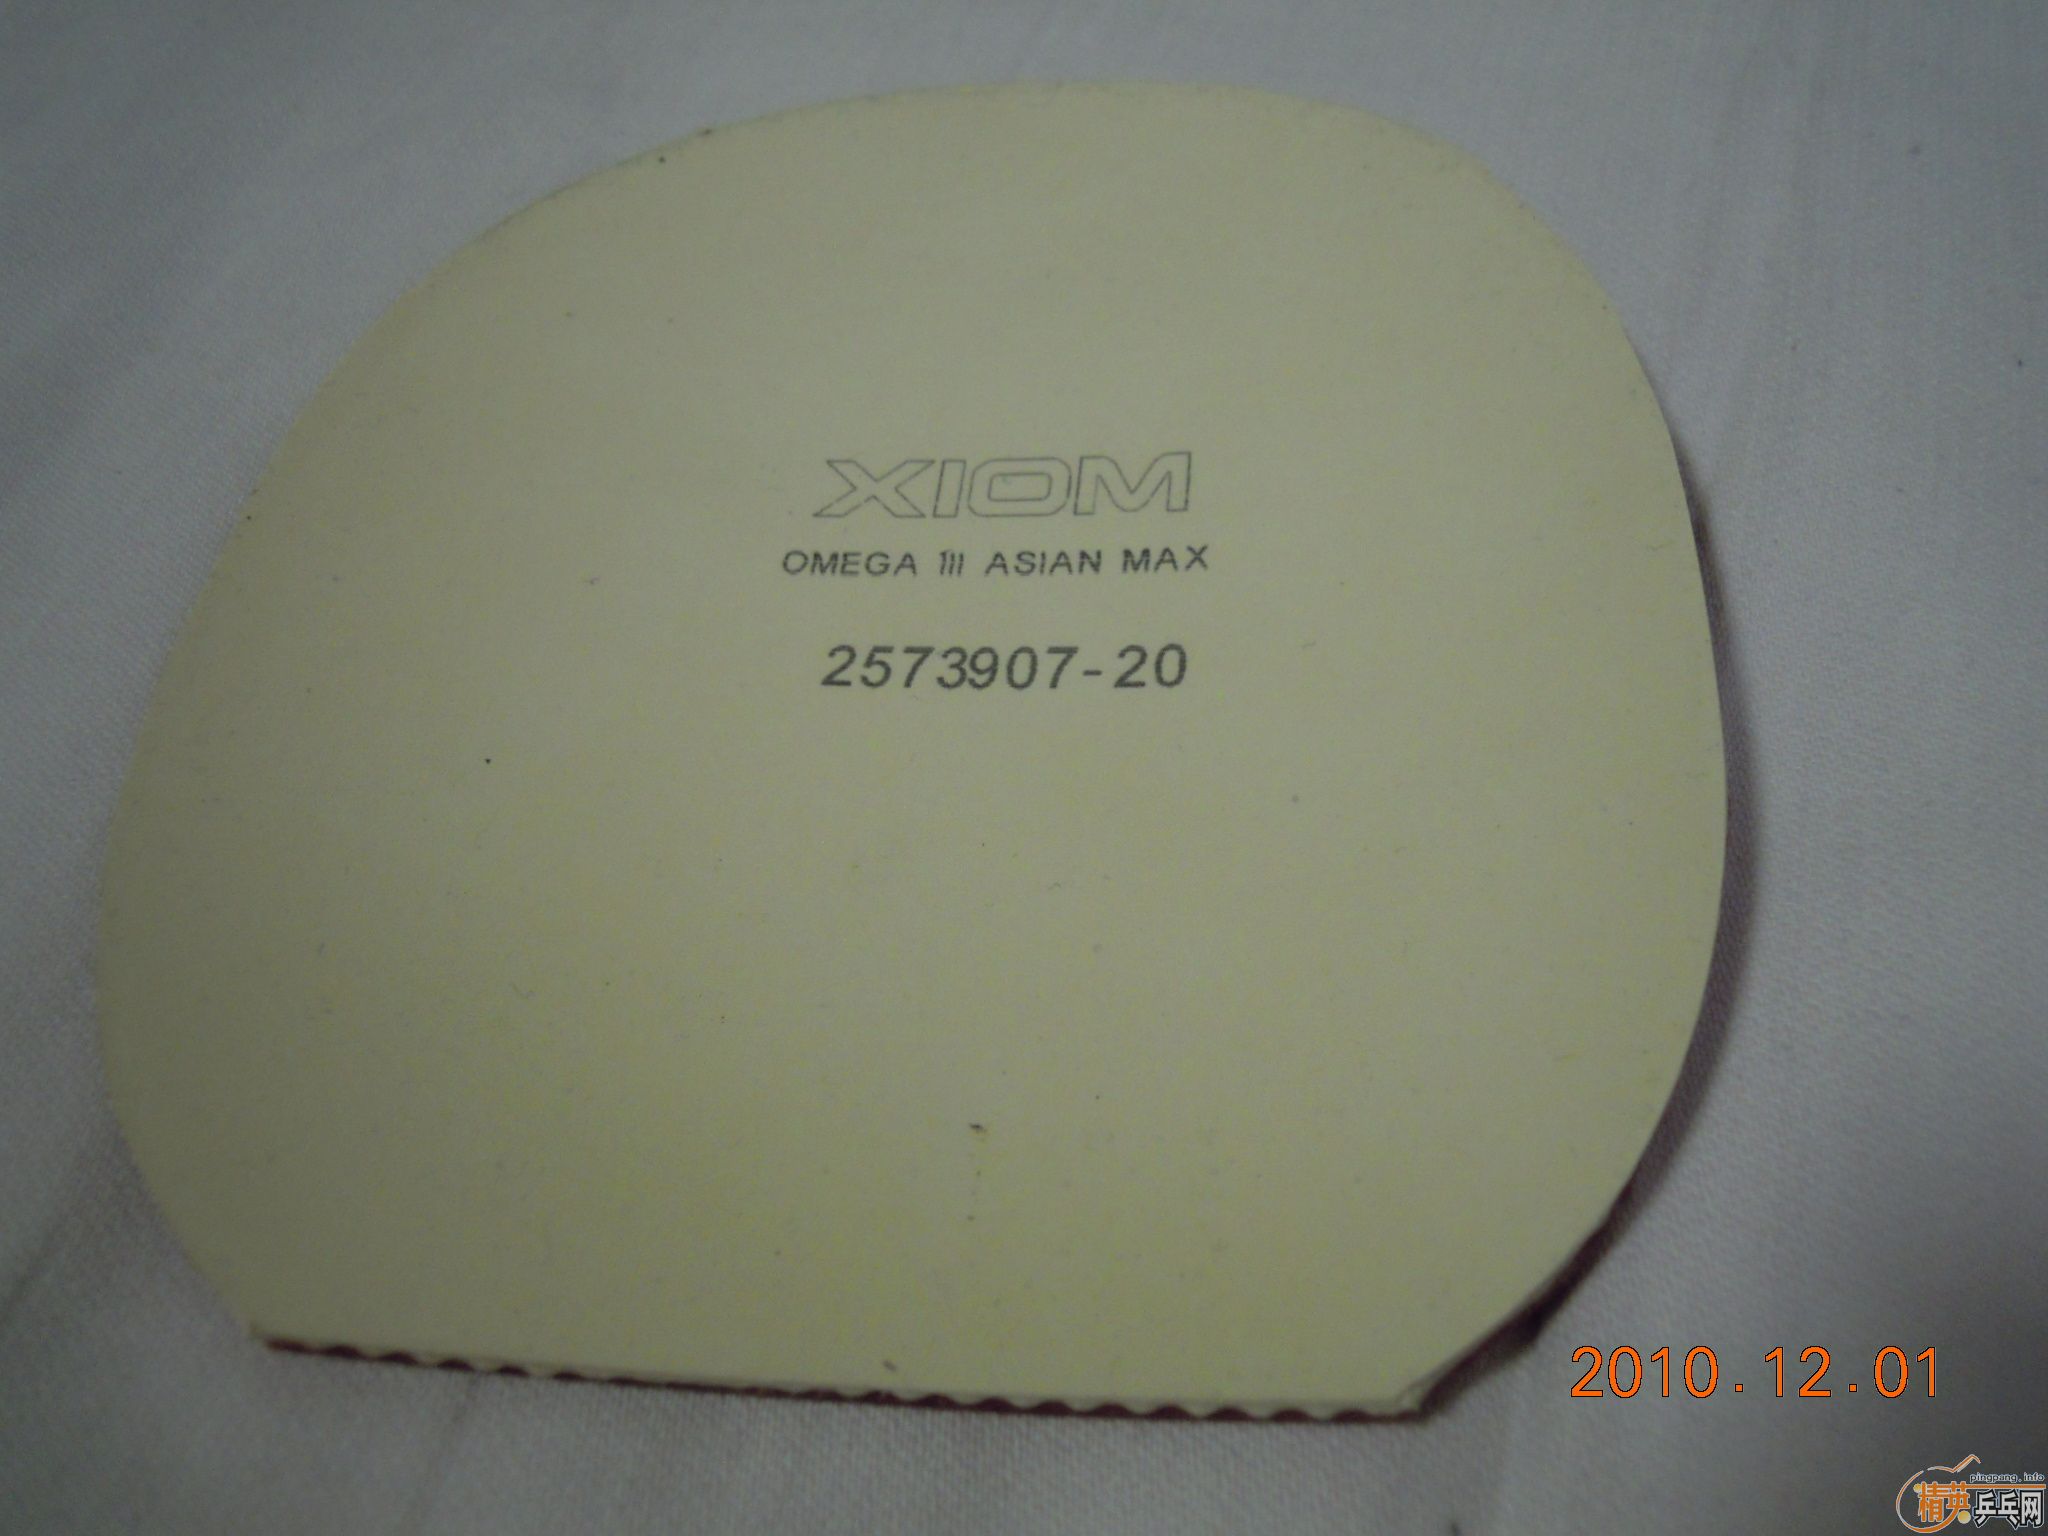 XIOM
OMEGA III ASIAN MAX
2573907-20
2010.12.01
pingpang.info
精英乒乓网